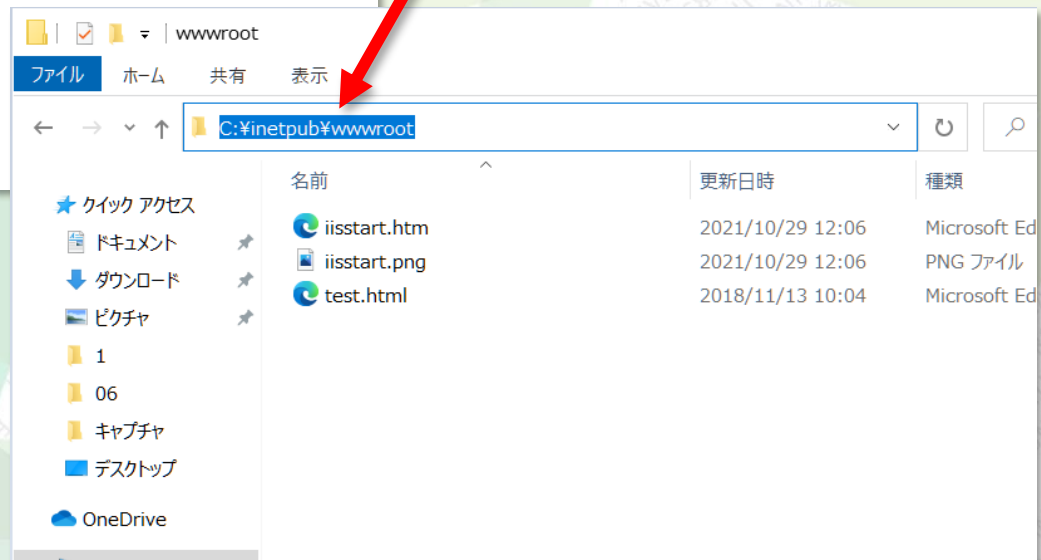 wwwroot
ファイル ホーム 共有 表示
C:¥inetpub¥wwwroot
名前 更新日時 種類
クイック アクセス
iisstart.htm 2021/10/29 12:06 Microsoft Ed
ドキュメント
iisstart.png 2021/10/29 12:06 PNG ファイル
ダウンロード
test.html 2018/11/13 10:04 Microsoft Ed
ピクチャ
1
06
キャプチャ
デスクトップ
OneDrive